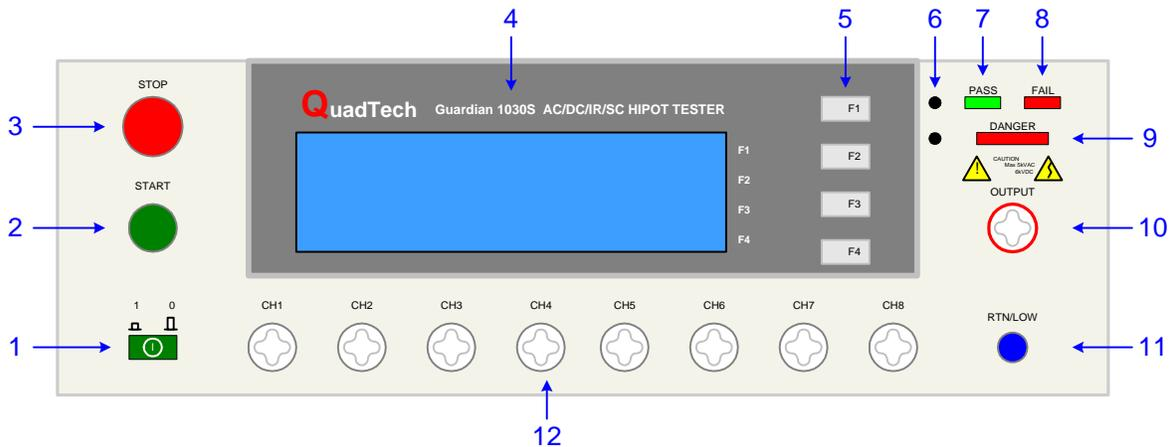 4 5 6 7 8
STOP
PASS FAIL
QuadTech Guardian 1030S AC/DC/IR/SC HIPOT TESTER
F1
3
DANGER
9
F1
F2
CAUTION
Max 5kVAC
6kVDC
F2
START
OUTPUT
F3
F3
2
10
F4
F4
1 0
CH1 CH2 CH3 CH4 CH5 CH6 CH7 CH8
RTN/LOW
1
11
12